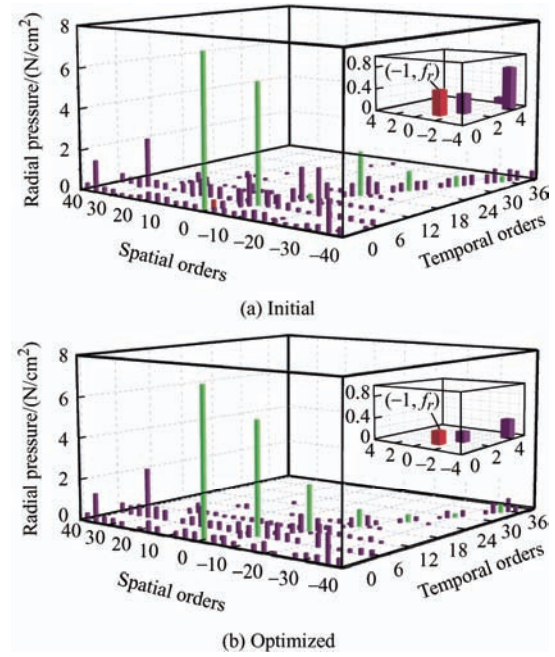 8
6
4
2
0
Radial pressure/(N/cm²)
40 30 20 10 0 −10 −20 −30 −40
Spatial orders
0 6 12 18 24 30 36
Temporal orders
0.8
0.4
0
(−1, fᵣ)
4 2 0 −2 −4
0 2 4
(a) Initial
8
6
4
2
0
Radial pressure/(N/cm²)
40 30 20 10 0 −10 −20 −30 −40
Spatial orders
0 6 12 18 24 30 36
Temporal orders
0.8
0.4
0
(−1, fᵣ)
4 2 0 −2 −4
0 2 4
(b) Optimized